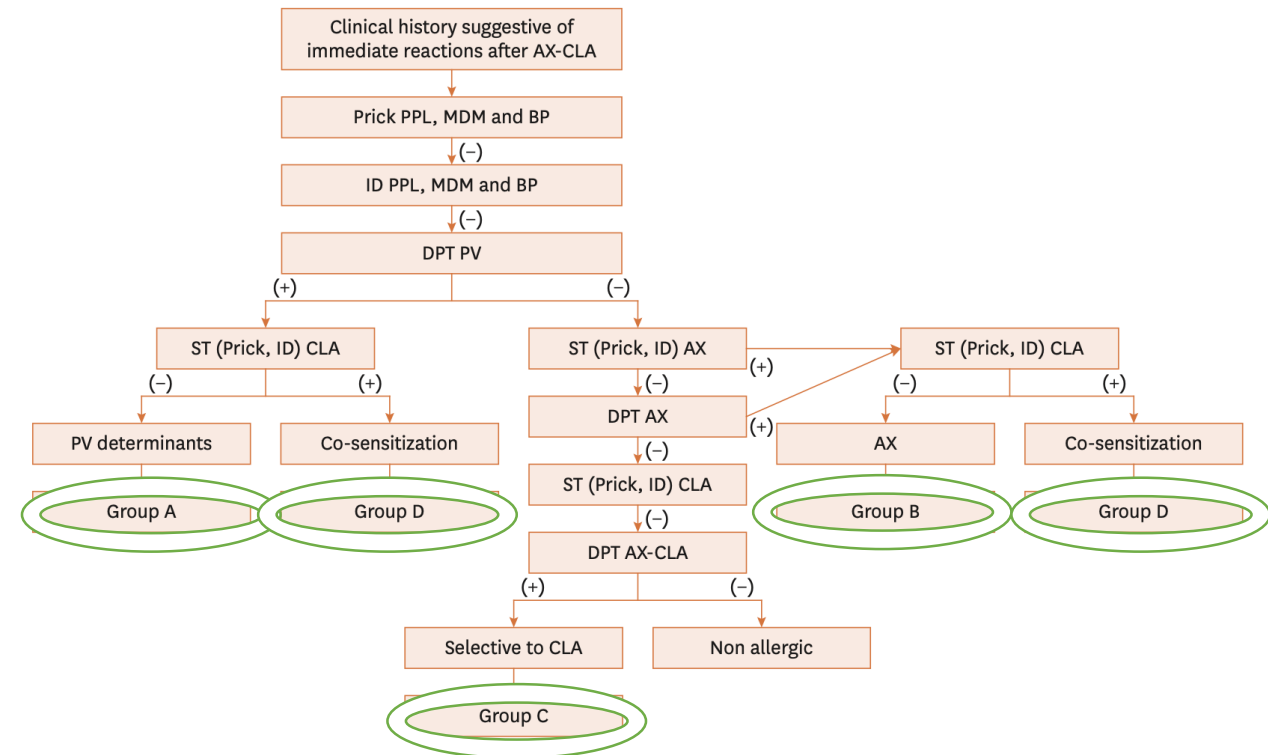 Clinical history suggestive of
immediate reactions after AX-CLA
Prick PPL, MDM and BP
(−)
ID PPL, MDM and BP
(−)
DPT PV
(+)
(−)
ST (Prick, ID) CLA
ST (Prick, ID) AX
ST (Prick, ID) CLA
(+)
(−)
(+)
(−)
(−)
(+)
DPT AX
(+)
PV determinants
Co-sensitization
AX
Co-sensitization
(−)
ST (Prick, ID) CLA
Group A
Group D
Group B
Group D
(−)
DPT AX-CLA
(+)
(−)
Selective to CLA
Non allergic
Group C